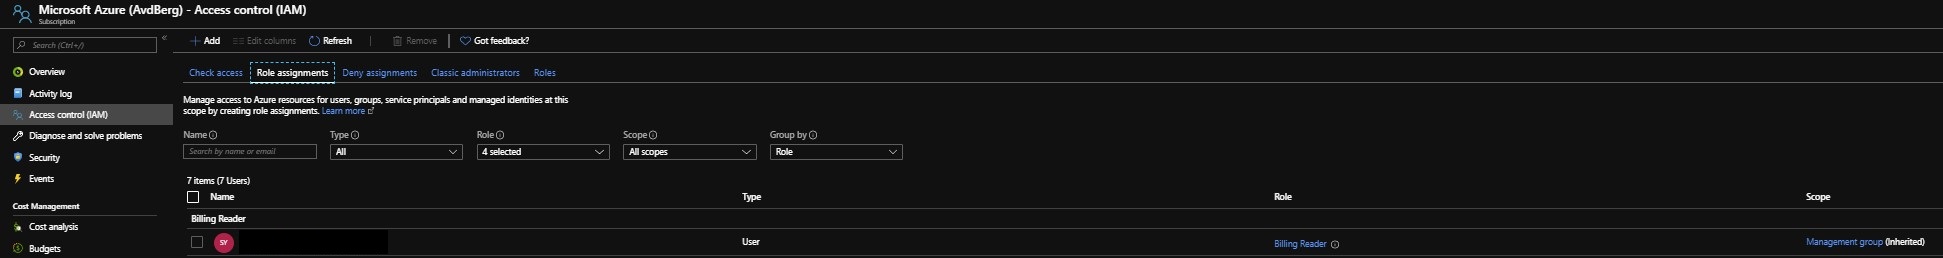 Microsoft Azure (AvdBerg) - Access control (IAM)
Subscription
Search (Ctrl+/)
«
Add
Edit columns
Refresh
Remove
Got feedback?
Overview
Activity log
Access control (IAM)
Diagnose and solve problems
Security
Events
Cost Management
Cost analysis
Budgets
Check access
Role assignments
Deny assignments
Classic administrators
Roles
Manage access to Azure resources for users, groups, service principals and managed identities at this
scope by creating role assignments. Learn more
Name
Type
Role
Scope
Group by
Search by name or email
All
4 selected
All scopes
Role
7 items (7 Users)
Name
Type
Role
Scope
Billing Reader
SY
User
Billing Reader
Management group (Inherited)